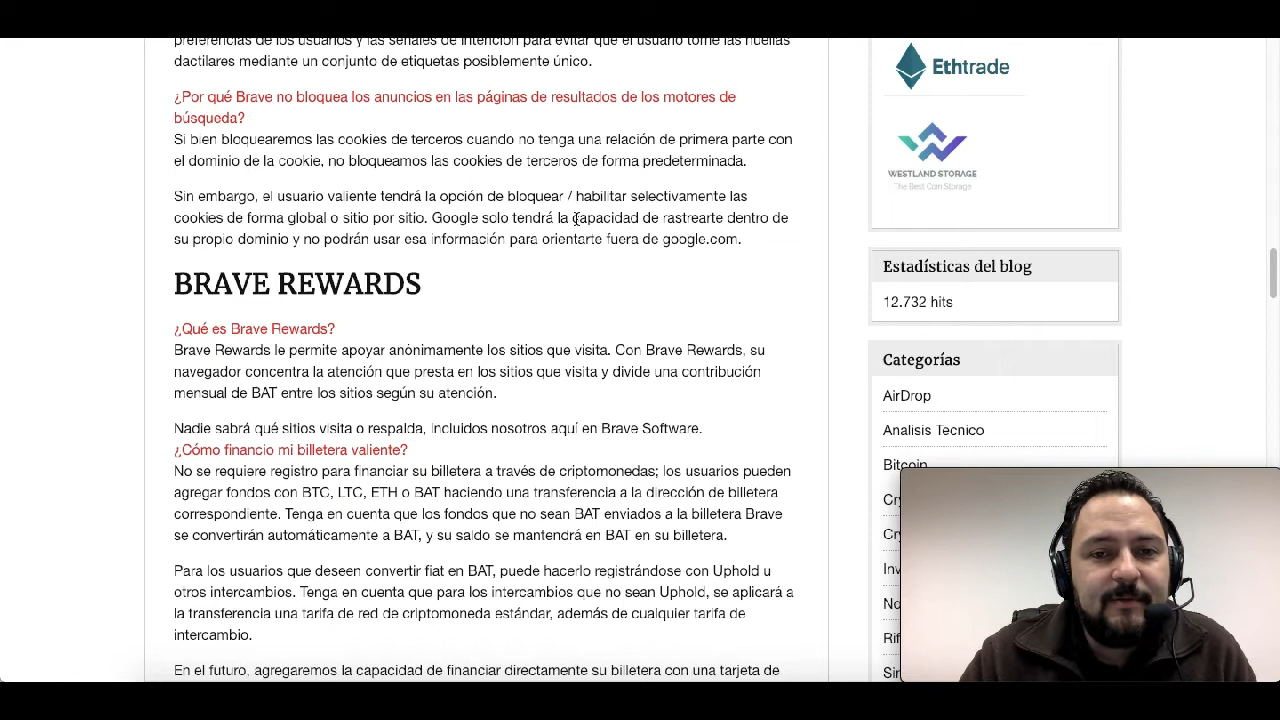 preferencias de los usuarios y las señales de intención para evitar que el usuario tome las huellas
dactilares mediante un conjunto de etiquetas posiblemente único.
¿Por qué Brave no bloquea los anuncios en las páginas de resultados de los motores de
búsqueda?
Si bien bloquearemos las cookies de terceros cuando no tenga una relación de primera parte con
el dominio de la cookie, no bloqueamos las cookies de terceros de forma predeterminada.
Sin embargo, el usuario valiente tendrá la opción de bloquear / habilitar selectivamente las
cookies de forma global o sitio por sitio. Google solo tendrá la capacidad de rastrearte dentro de
su propio dominio y no podrán usar esa información para orientarte fuera de google.com.
BRAVE REWARDS
¿Qué es Brave Rewards?
Brave Rewards le permite apoyar anónimamente los sitios que visita. Con Brave Rewards, su
navegador concentra la atención que presta en los sitios que visita y divide una contribución
mensual de BAT entre los sitios según su atención.
Nadie sabrá qué sitios visita o respalda, incluidos nosotros aquí en Brave Software.
¿Cómo financio mi billetera valiente?
No se requiere registro para financiar su billetera a través de criptomonedas; los usuarios pueden
agregar fondos con BTC, LTC, ETH o BAT haciendo una transferencia a la dirección de billetera
correspondiente. Tenga en cuenta que los fondos que no sean BAT enviados a la billetera Brave
se convertirán automáticamente a BAT, y su saldo se mantendrá en BAT en su billetera.
Para los usuarios que deseen convertir fiat en BAT, puede hacerlo registrándose con Uphold u
otros intercambios. Tenga en cuenta que para los intercambios que no sean Uphold, se aplicará a
la transferencia una tarifa de red de criptomoneda estándar, además de cualquier tarifa de
intercambio.
En el futuro, agregaremos la capacidad de financiar directamente su billetera con una tarjeta de
Ethtrade
WESTLAND STORAGE
The Best Coin Storage
Estadísticas del blog
12.732 hits
Categorías
AirDrop
Analisis Tecnico
Bitcoin
Cr
Cr
Inv
No
Rif
Sir